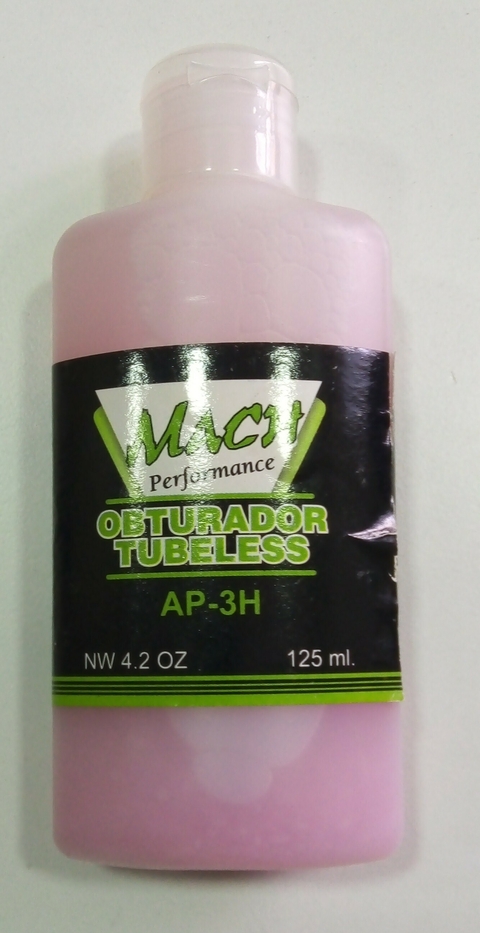 MACH
Performance
OBTURADOR
TUBELESS
AP-3H
NW 4.2 OZ 125 ml.